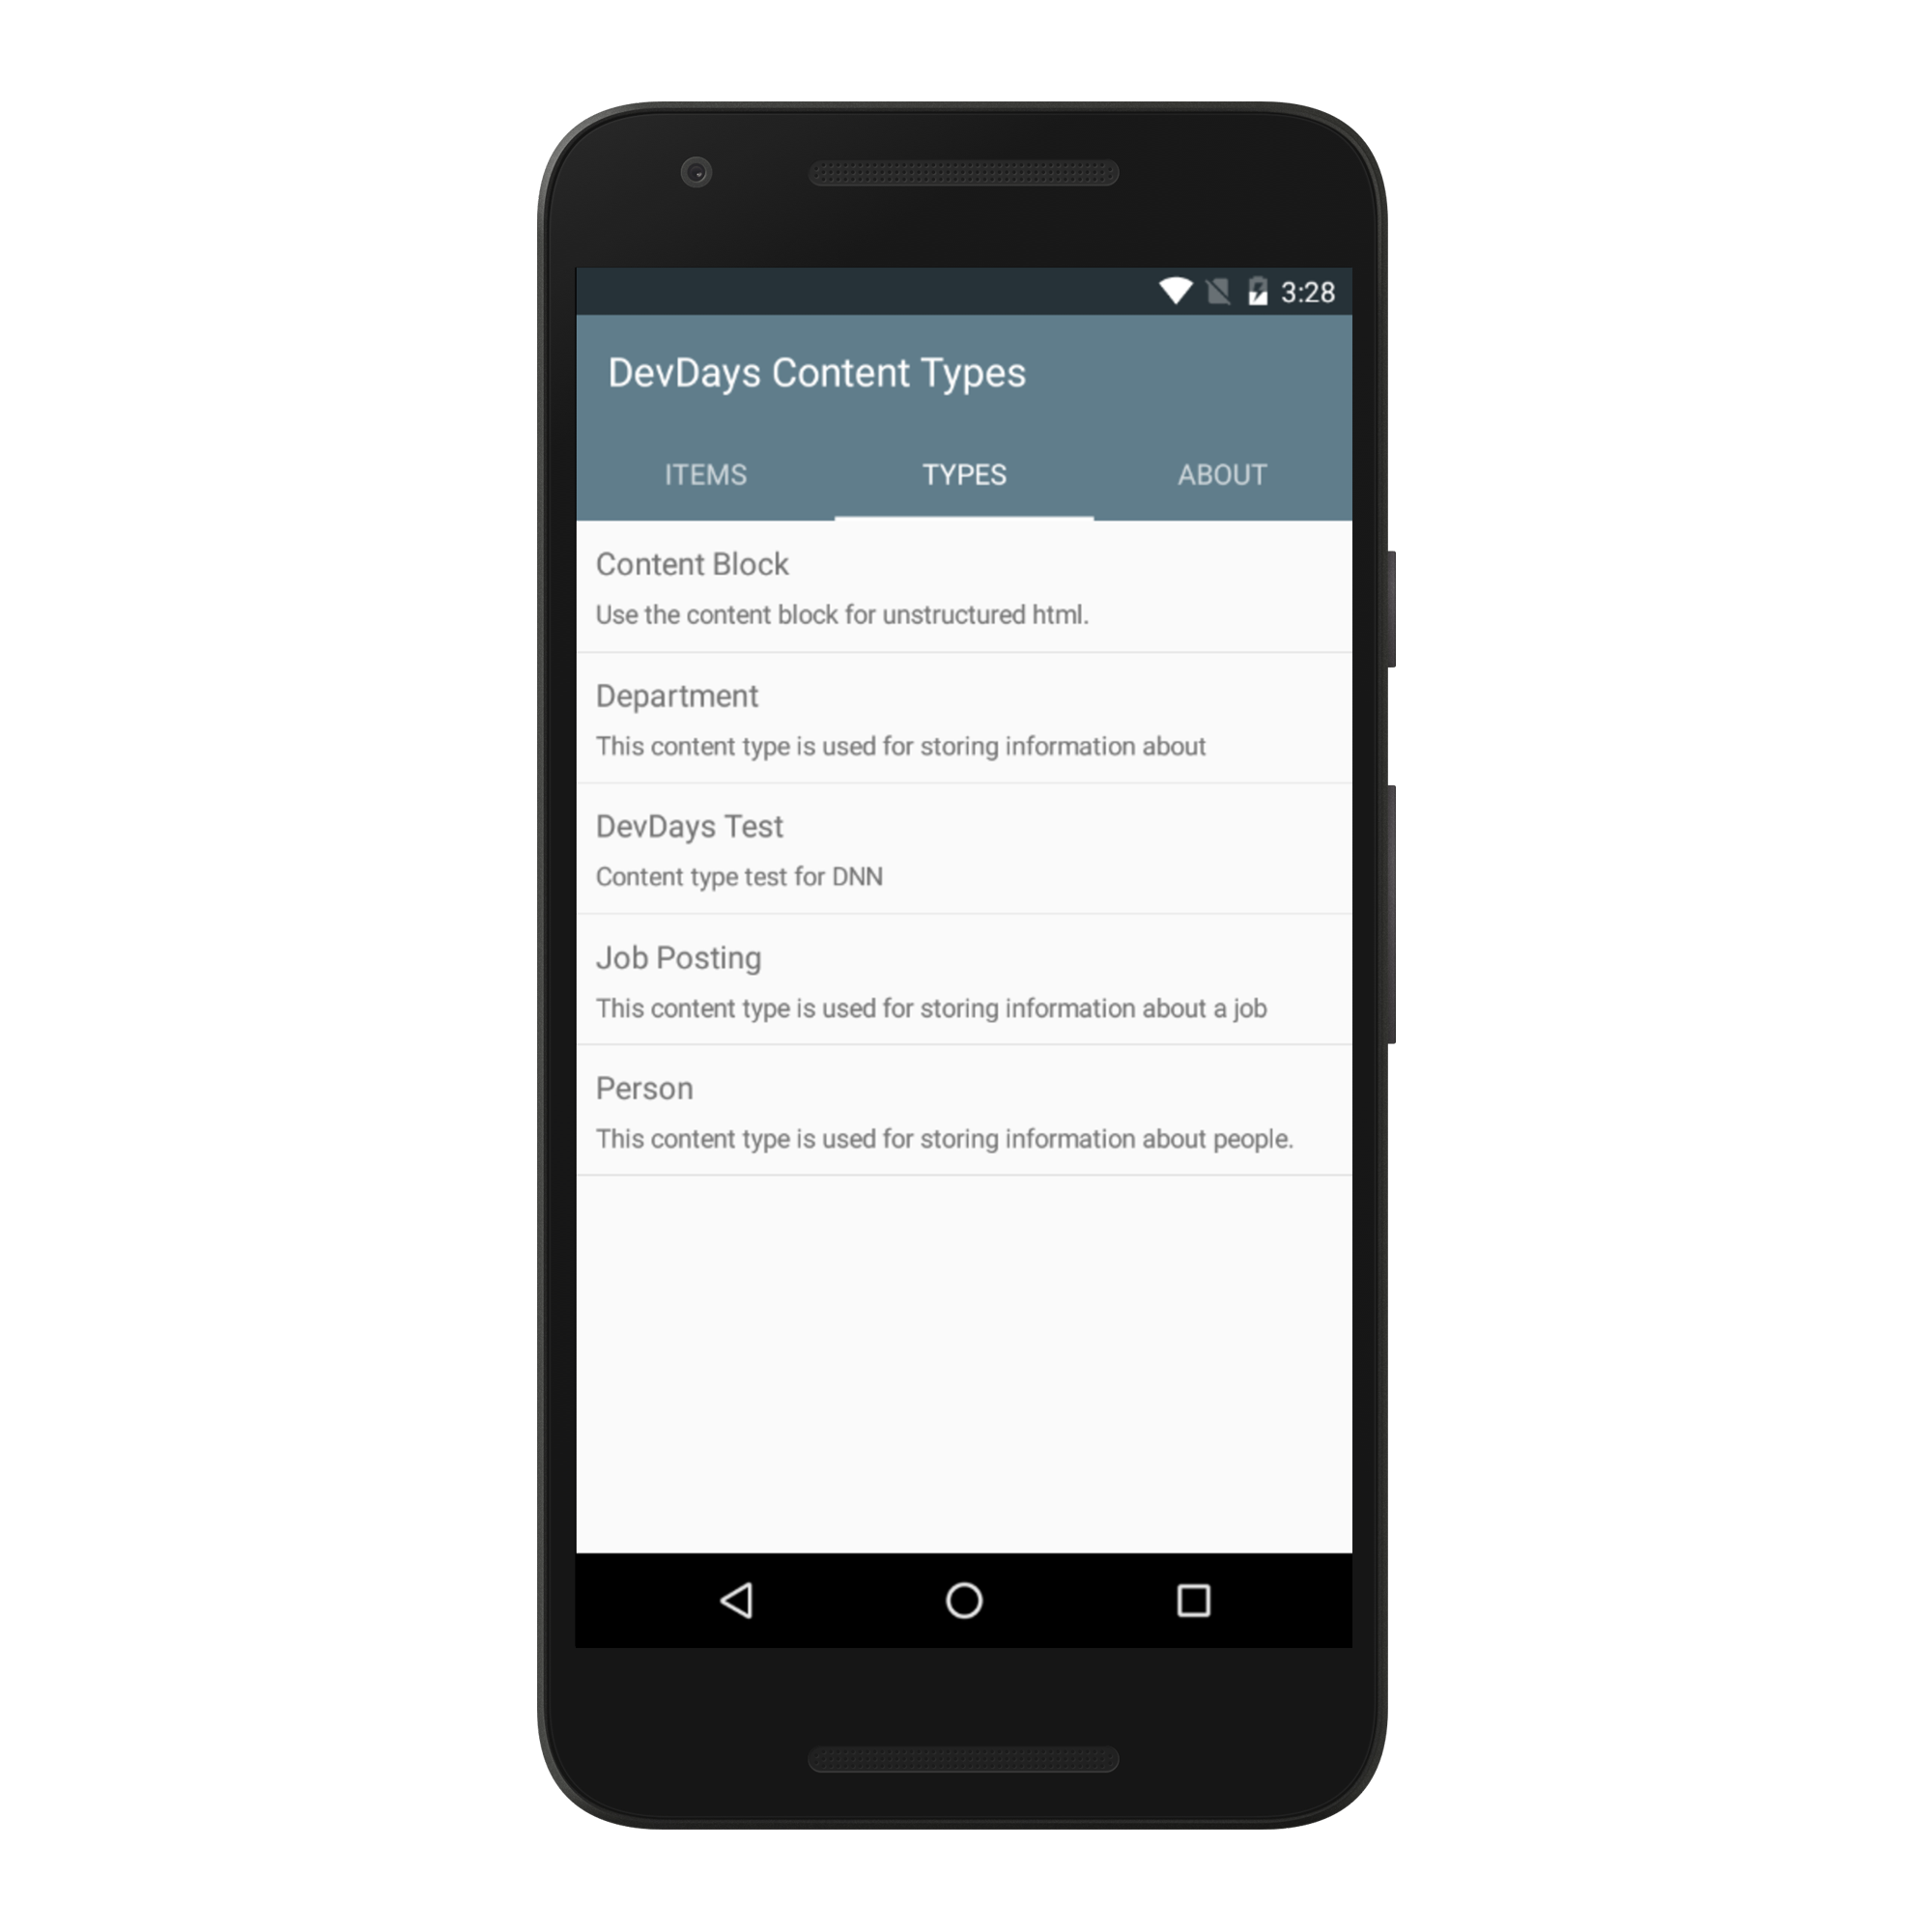 3:28
DevDays Content Types
ITEMS TYPES ABOUT
Content Block
Use the content block for unstructured html.
Department
This content type is used for storing information about
DevDays Test
Content type test for DNN
Job Posting
This content type is used for storing information about a job
Person
This content type is used for storing information about people.